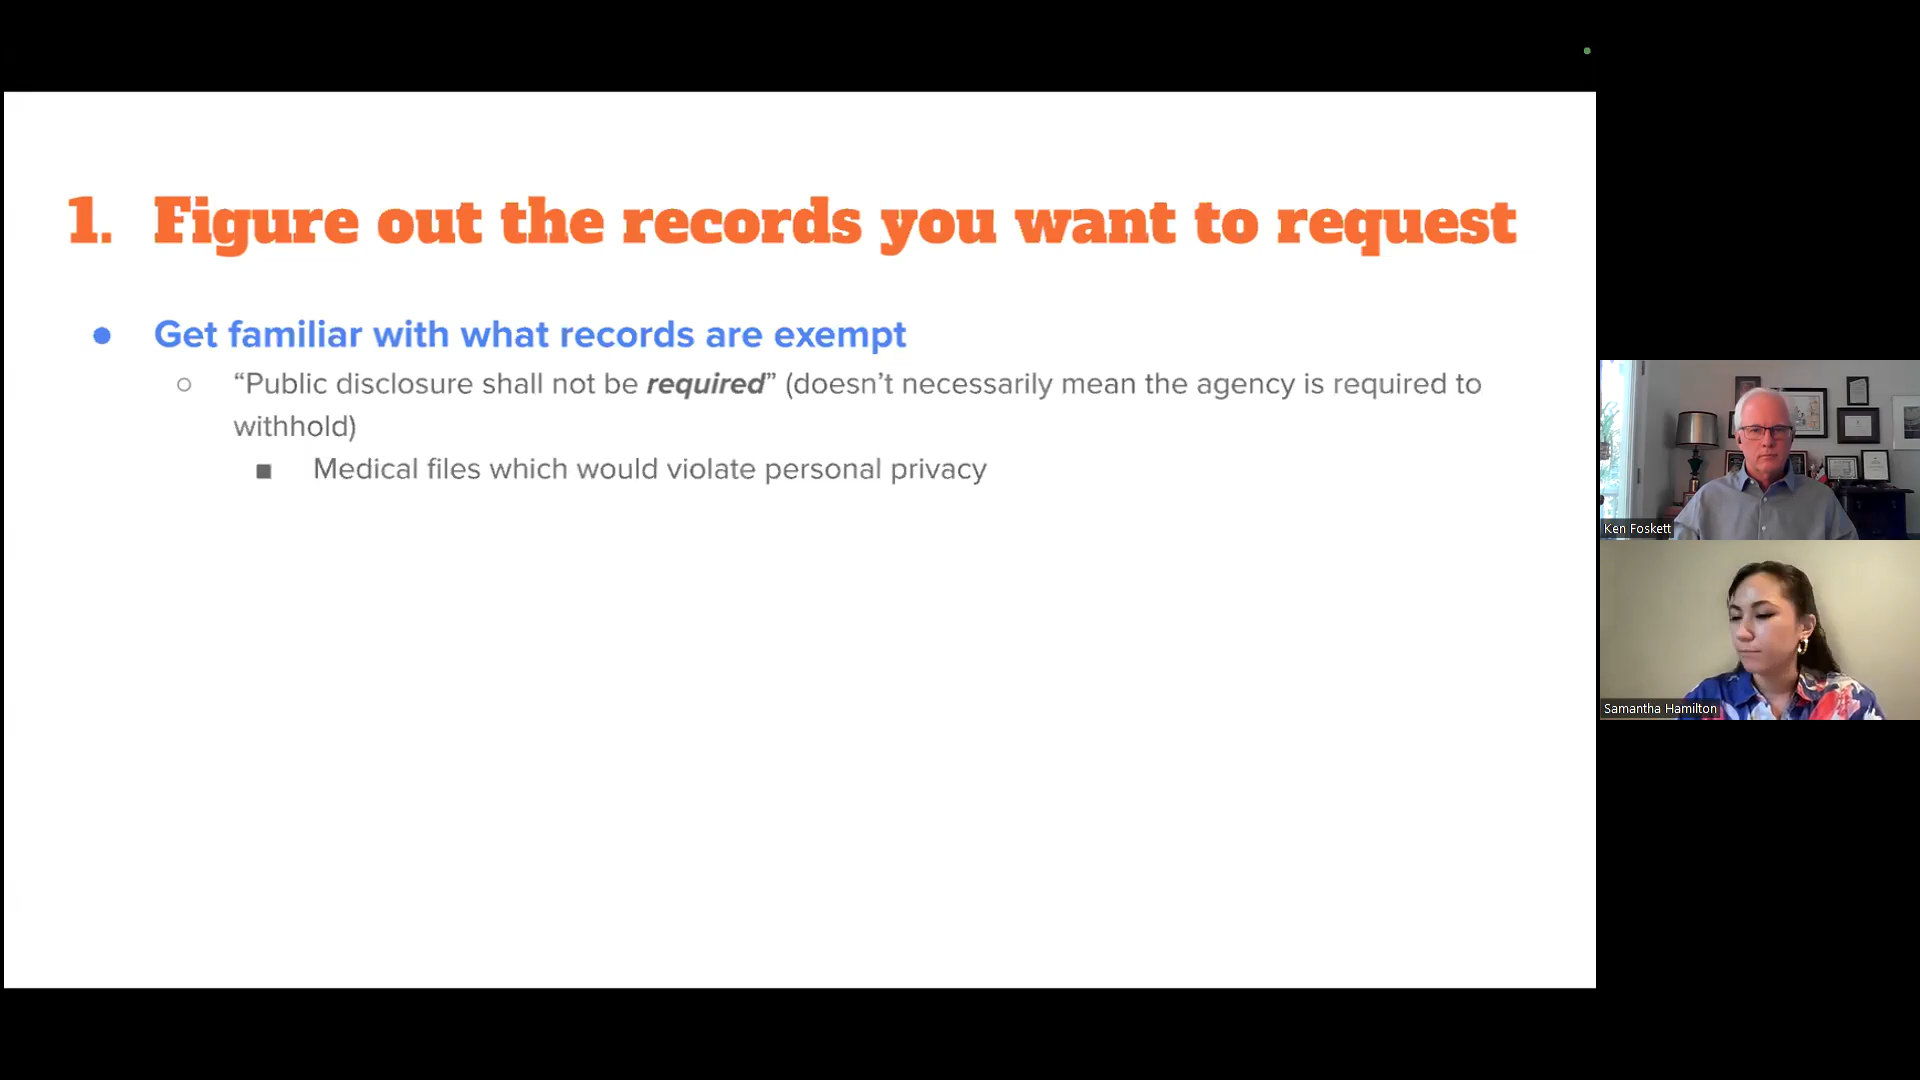 1. Figure out the records you want to request
● Get familiar with what records are exempt
○ “Public disclosure shall not be required” (doesn’t necessarily mean the agency is required to
withhold)
■ Medical files which would violate personal privacy
Ken Foskett
Samantha Hamilton